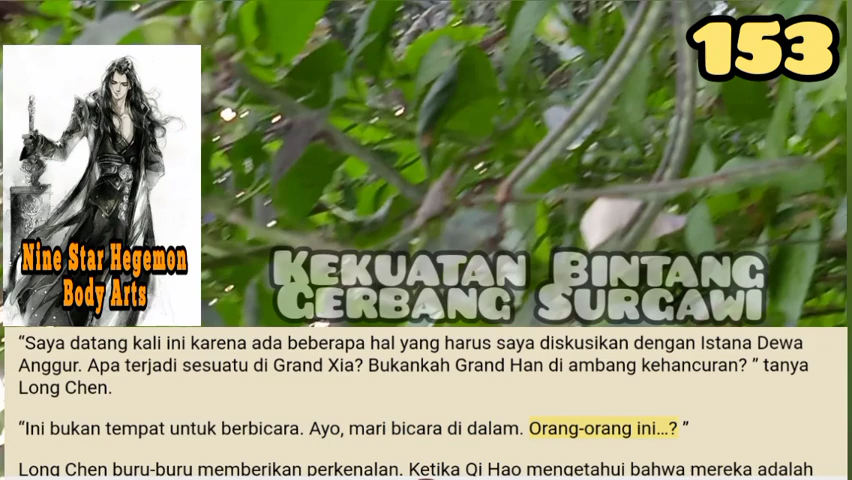 153
Nine Star Hegemon
Body Arts
KEKUATAN BINTANG
GERBANG SURGAWI
“Saya datang kali ini karena ada beberapa hal yang harus saya diskusikan dengan Istana Dewa
Anggur. Apa terjadi sesuatu di Grand Xia? Bukankah Grand Han di ambang kehancuran? ” tanya
Long Chen.
“Ini bukan tempat untuk berbicara. Ayo, mari bicara di dalam. Orang-orang ini…? ”
Long Chen buru-buru memberikan perkenalan. Ketika Qi Hao mengetahui bahwa mereka adalah